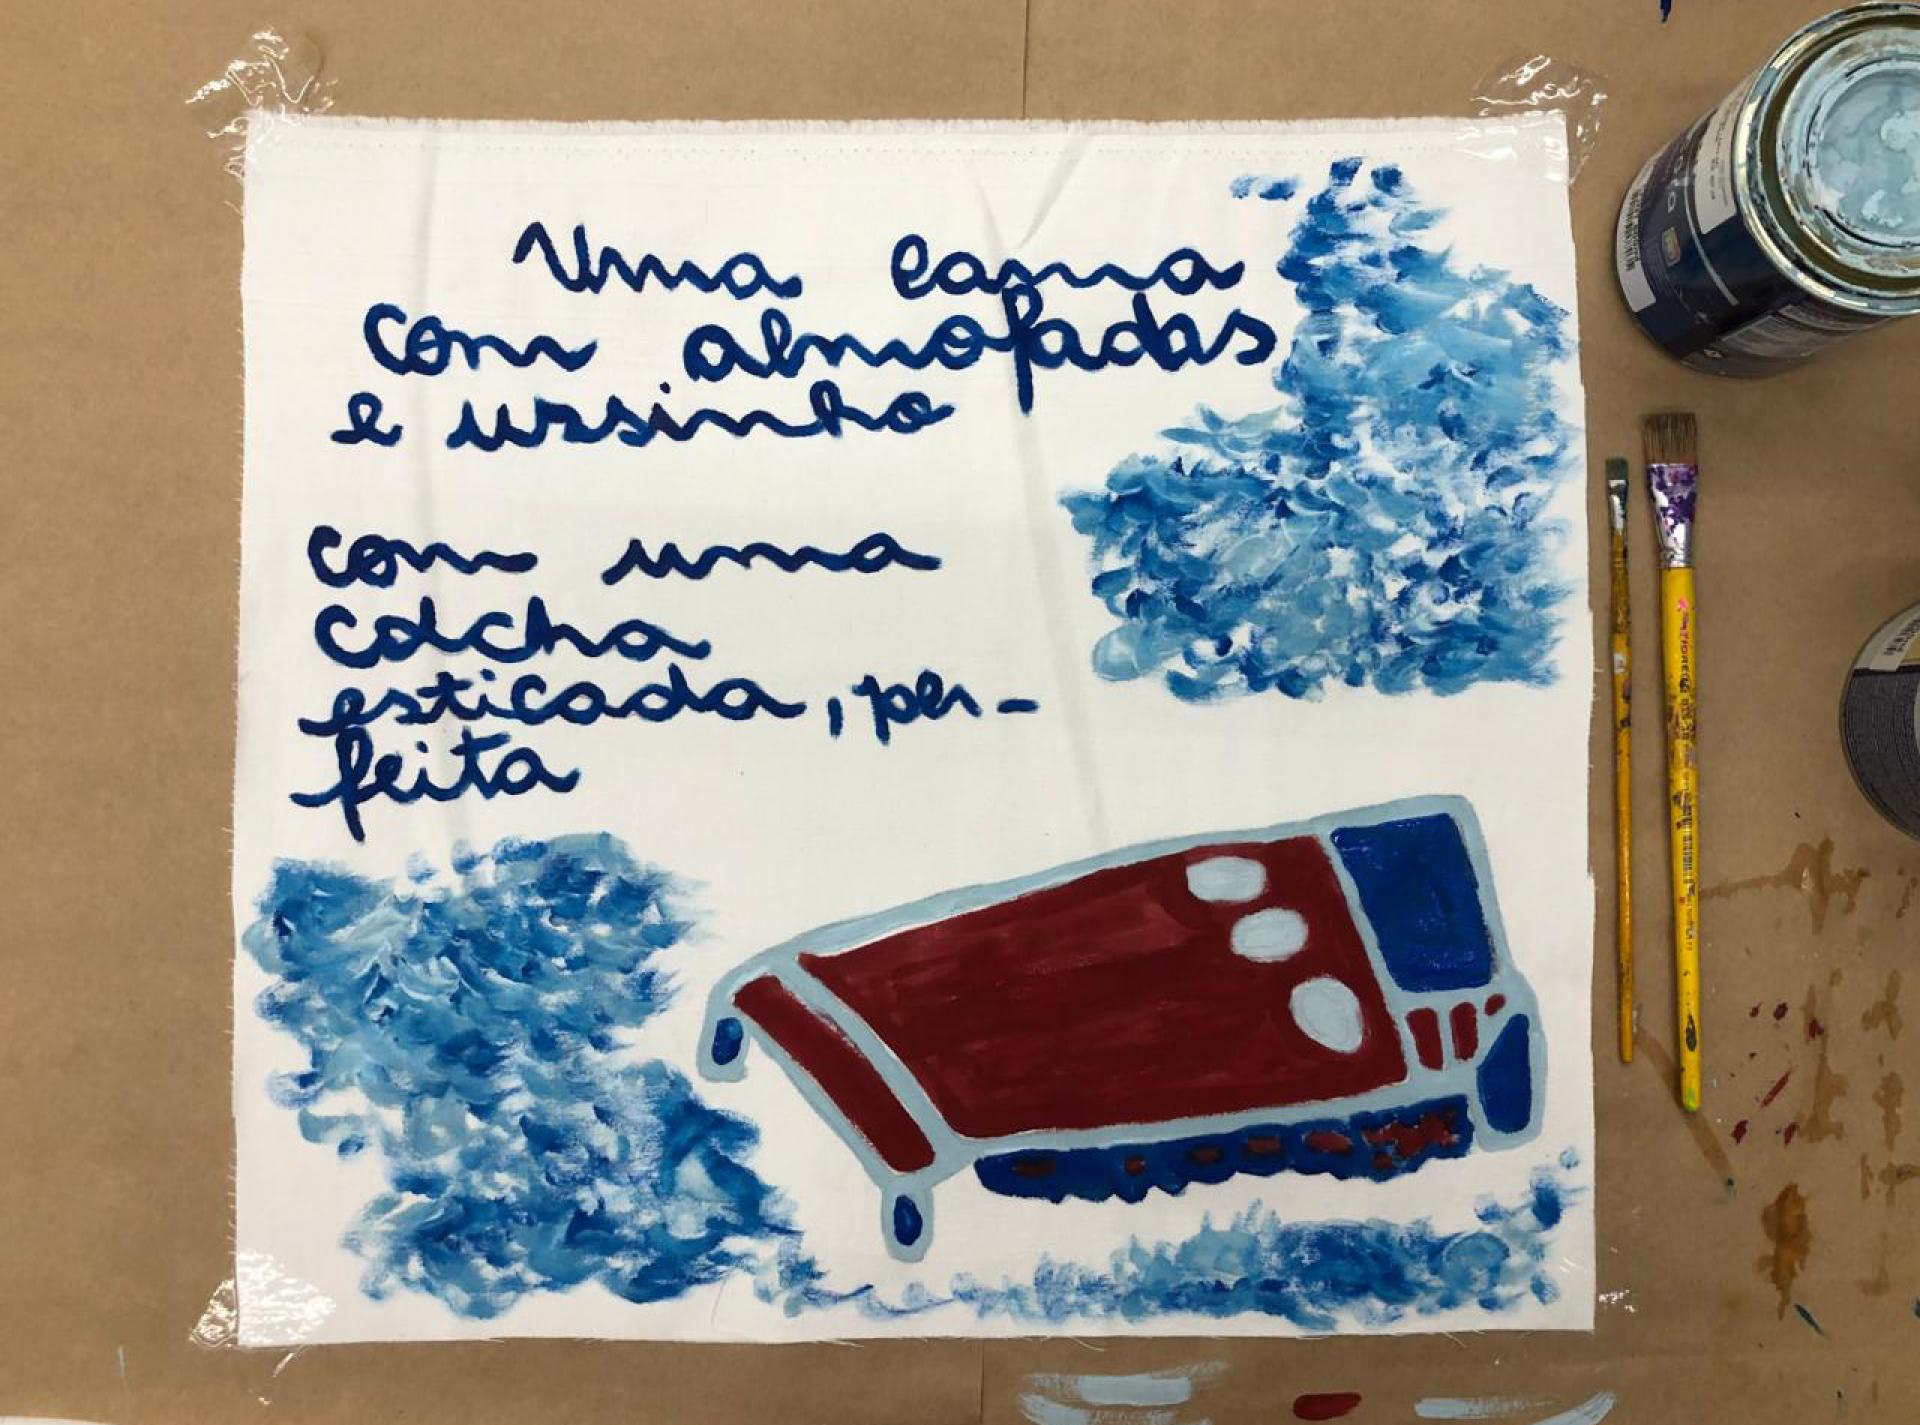 Uma cama
com almofadas
e ursinho
com uma
colcha
esticada, per-
feita